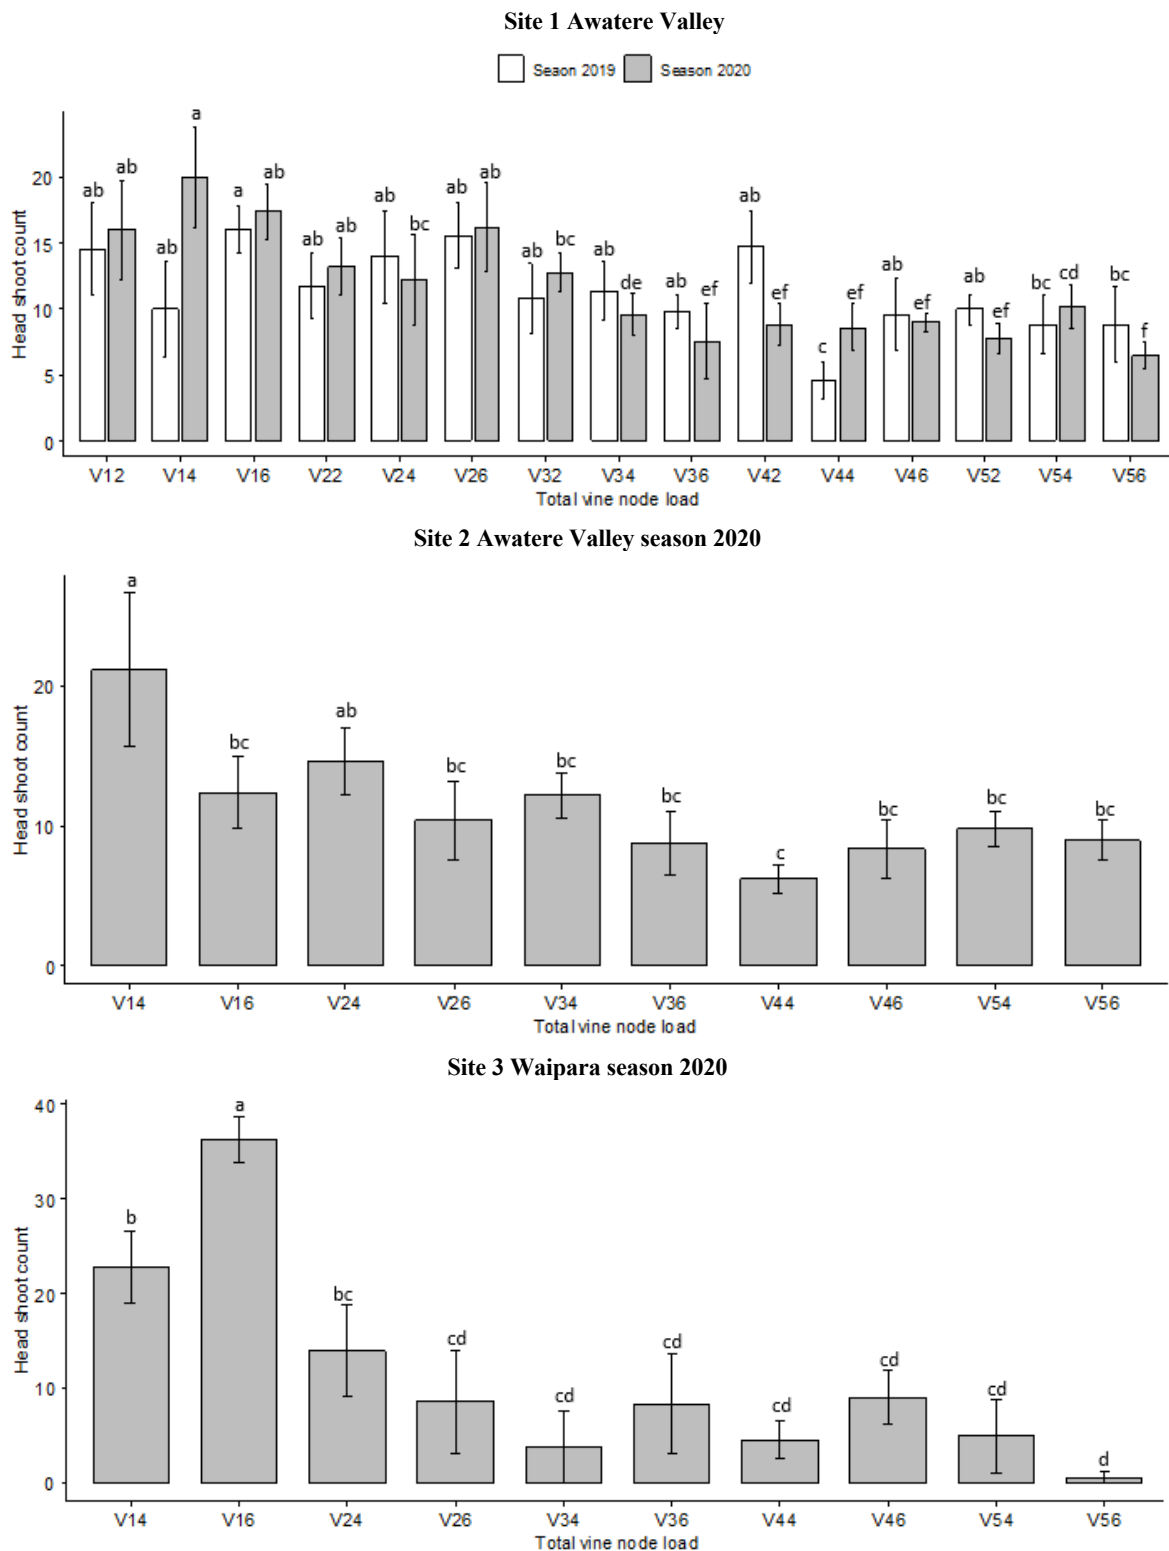 Site 1 Awatere Valley
Seaon 2019 Season 2020
Head shoot count
20
15
10
5
0
ab ab ab a a ab ab ab ab bc ab ab ab bc ab de ab ef ab ef c ef ab ef ab ef bc cd bc f
V12 V14 V16 V22 V24 V26 V32 V34 V36 V42 V44 V46 V52 V54 V56
Total vine node load
Site 2 Awatere Valley season 2020
Head shoot count
20
10
0
a bc ab bc bc bc c bc bc bc
V14 V16 V24 V26 V34 V36 V44 V46 V54 V56
Total vine node load
Site 3 Waipara season 2020
Head shoot count
40
30
20
10
0
b a bc cd cd cd cd cd cd d
V14 V16 V24 V26 V34 V36 V44 V46 V54 V56
Total vine node load